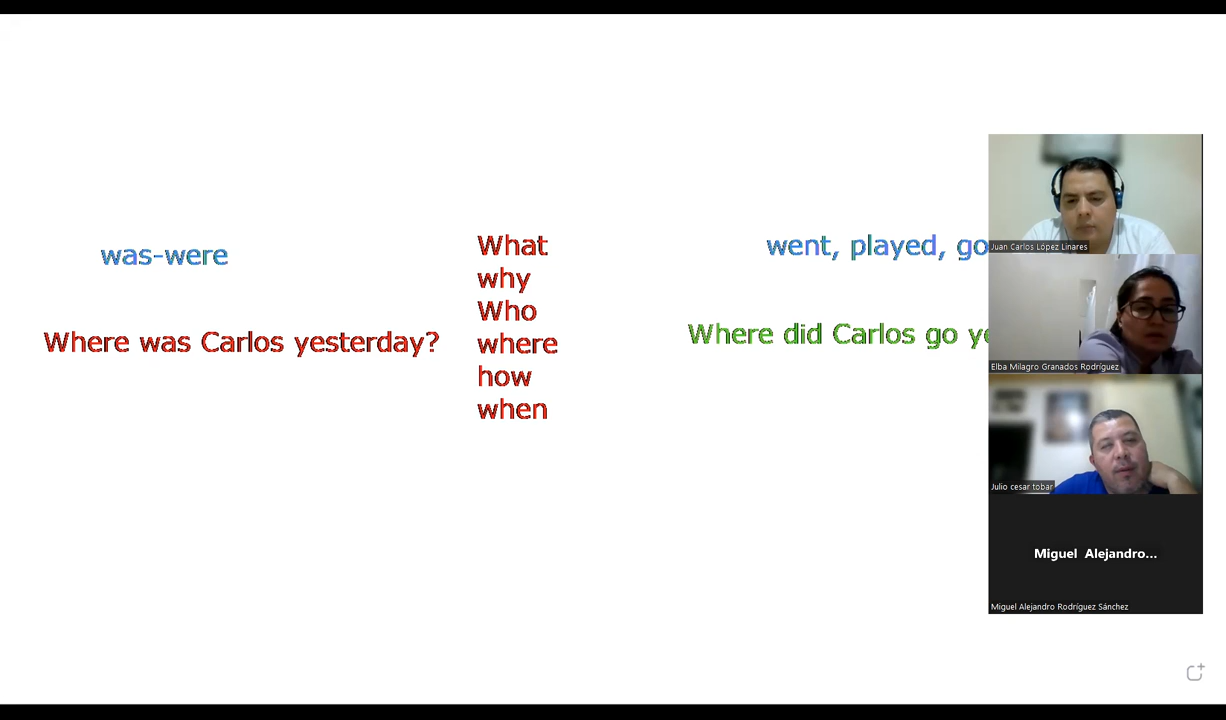 was-were
Where was Carlos yesterday?
What
why
Who
where
how
when
went, played, go
Where did Carlos go ye
Juan Carlos López Linares
Elba Milagro Granados Rodríguez
Julio cesar tobar
Miguel Alejandro...
Miguel Alejandro Rodríguez Sánchez